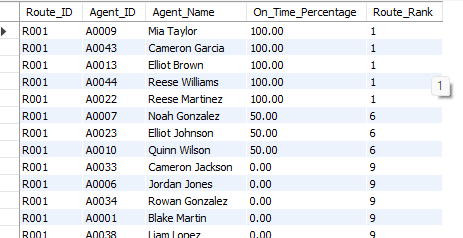 Route_ID Agent_ID Agent_Name On_Time_Percentage Route_Rank
R001 A0009 Mia Taylor 100.00 1
R001 A0043 Cameron Garcia 100.00 1
R001 A0013 Elliot Brown 100.00 1
R001 A0044 Reese Williams 100.00 1
1
R001 A0022 Reese Martinez 100.00 1
R001 A0007 Noah Gonzalez 50.00 6
R001 A0023 Elliot Johnson 50.00 6
R001 A0010 Quinn Wilson 50.00 6
R001 A0033 Cameron Jackson 0.00 9
R001 A0006 Jordan Jones 0.00 9
R001 A0034 Rowan Gonzalez 0.00 9
R001 A0001 Blake Martin 0.00 9
R001 A0038 Liam Lopez 0.00 9